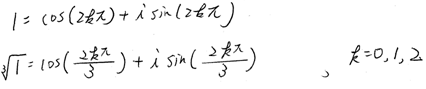 1 = cos(2kπ) + i sin(2kπ)
∛1 = cos(2kπ/3) + i sin(2kπ/3) , k=0,1,2